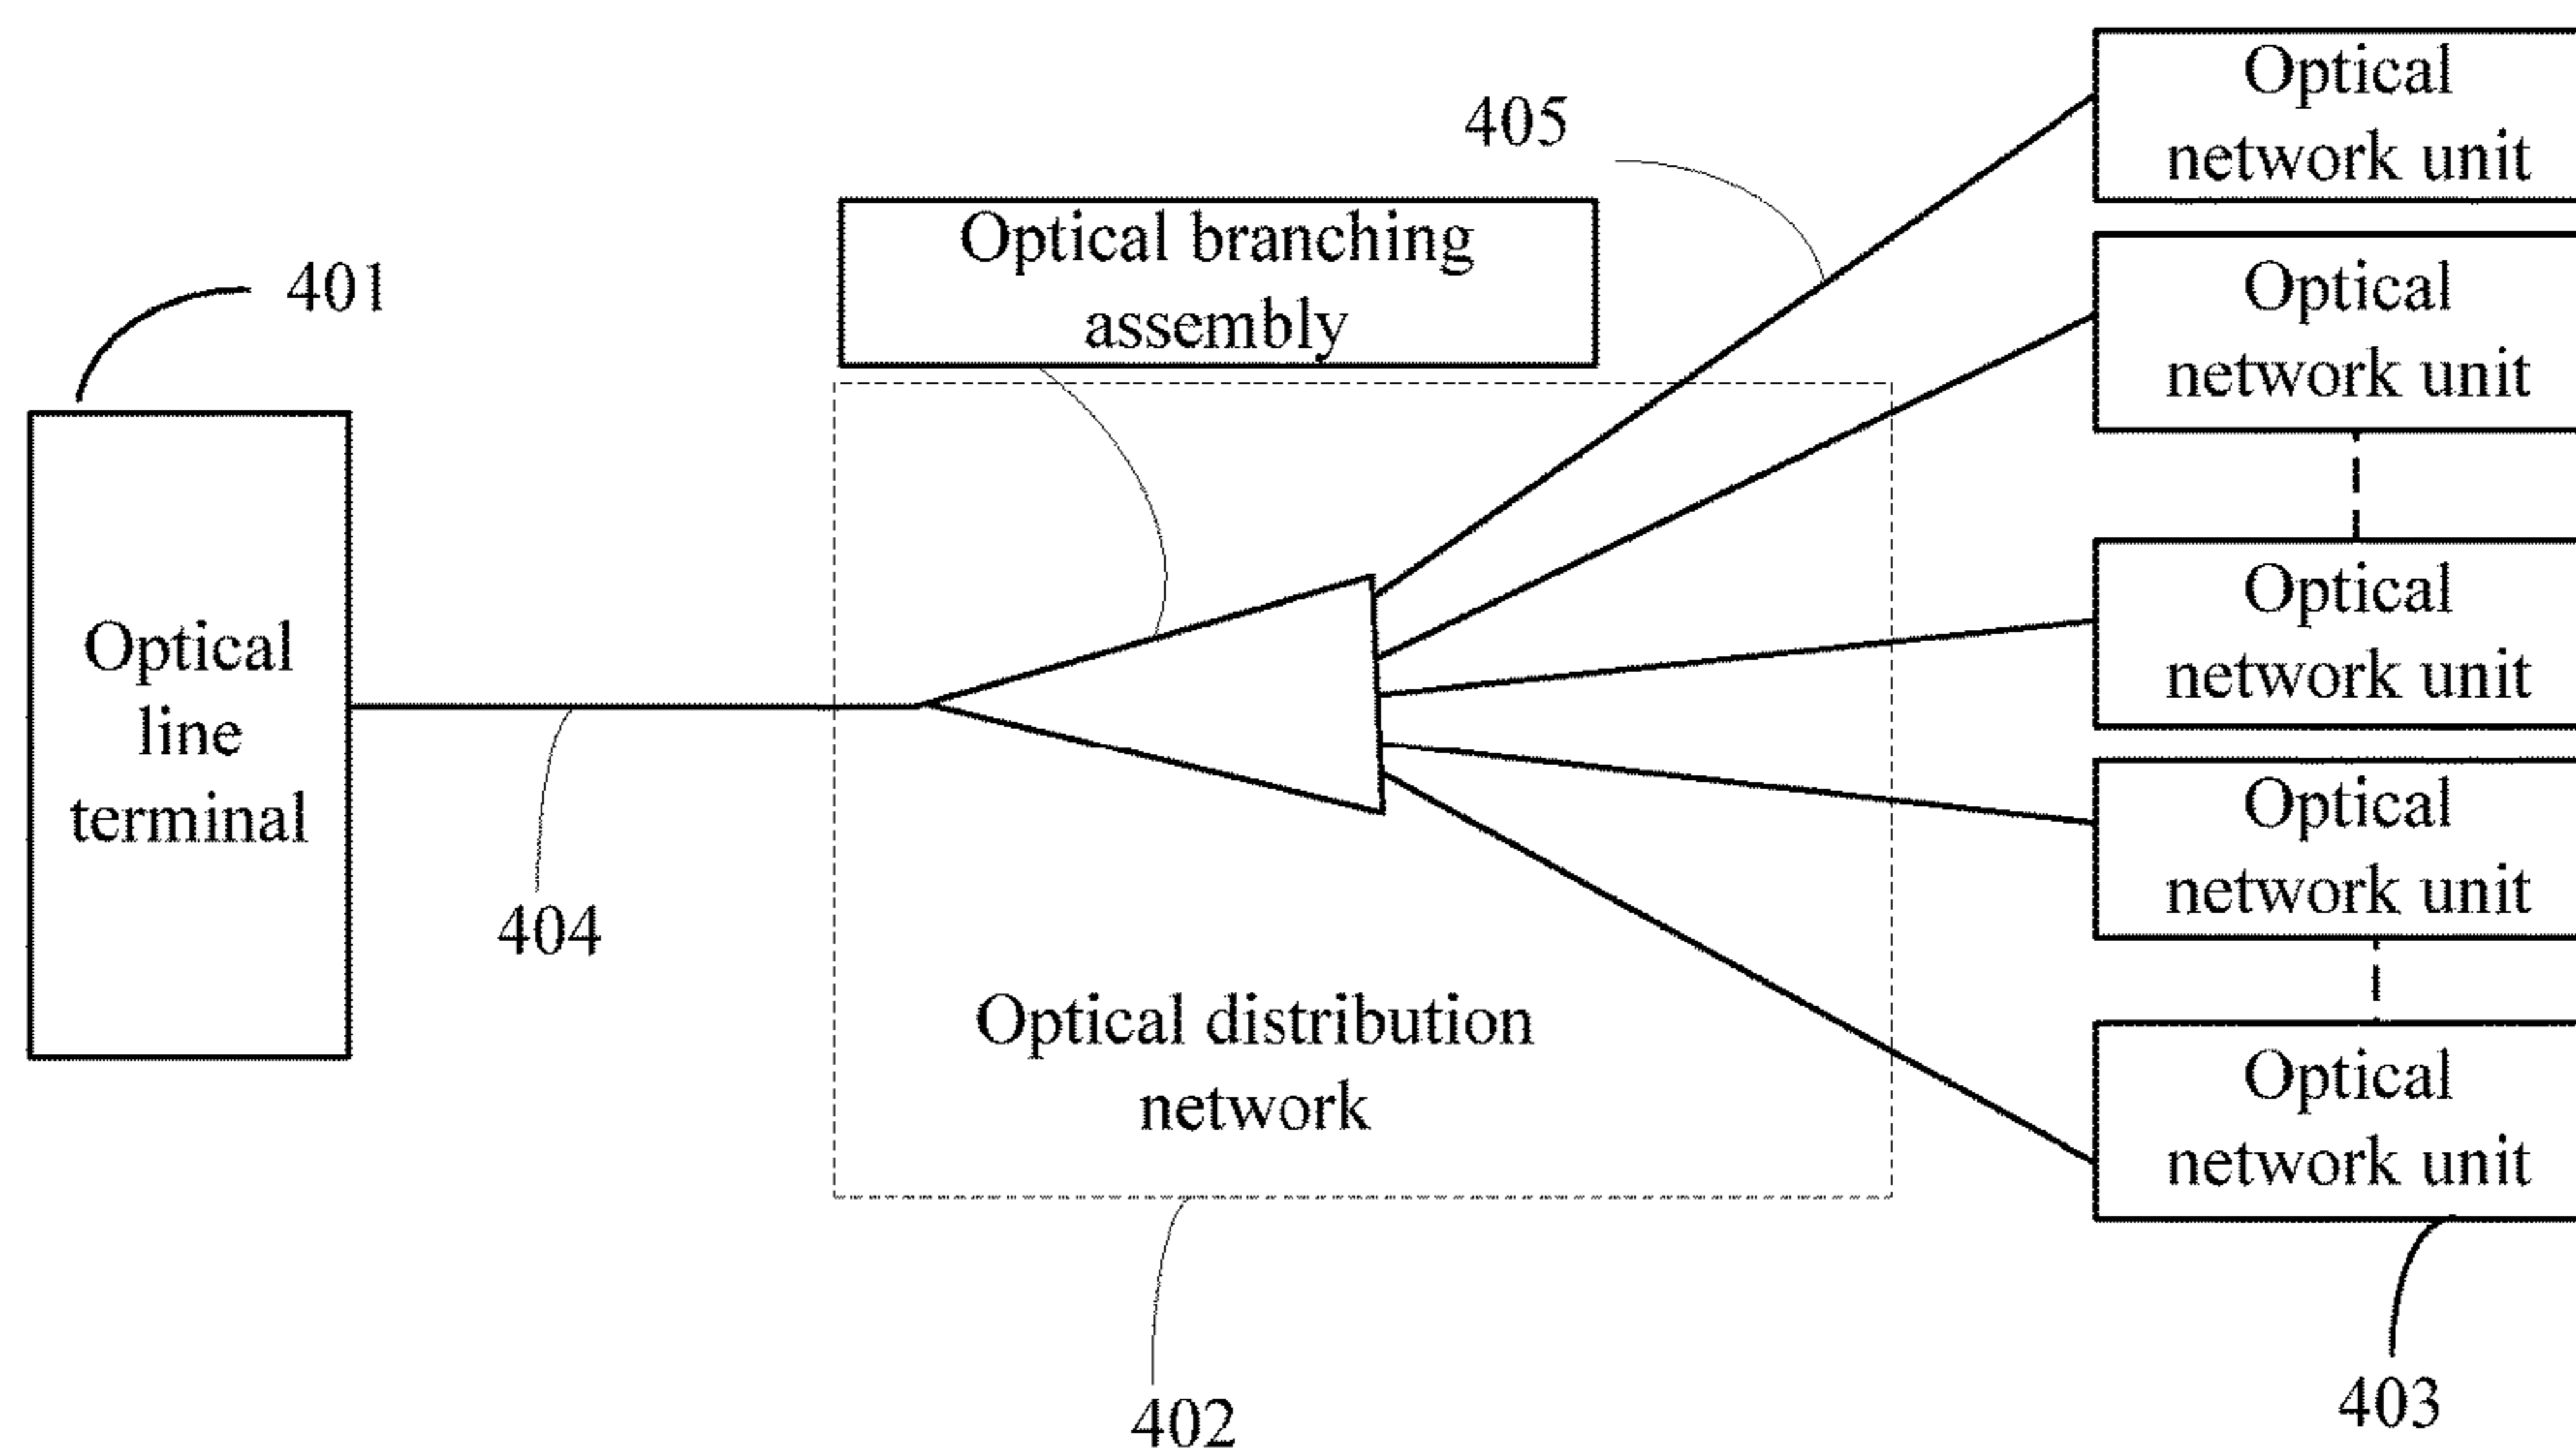 401
Optical
line
terminal
404
Optical branching
assembly
405
Optical distribution
network
402
Optical
network unit
Optical
network unit
Optical
network unit
Optical
network unit
Optical
network unit
403